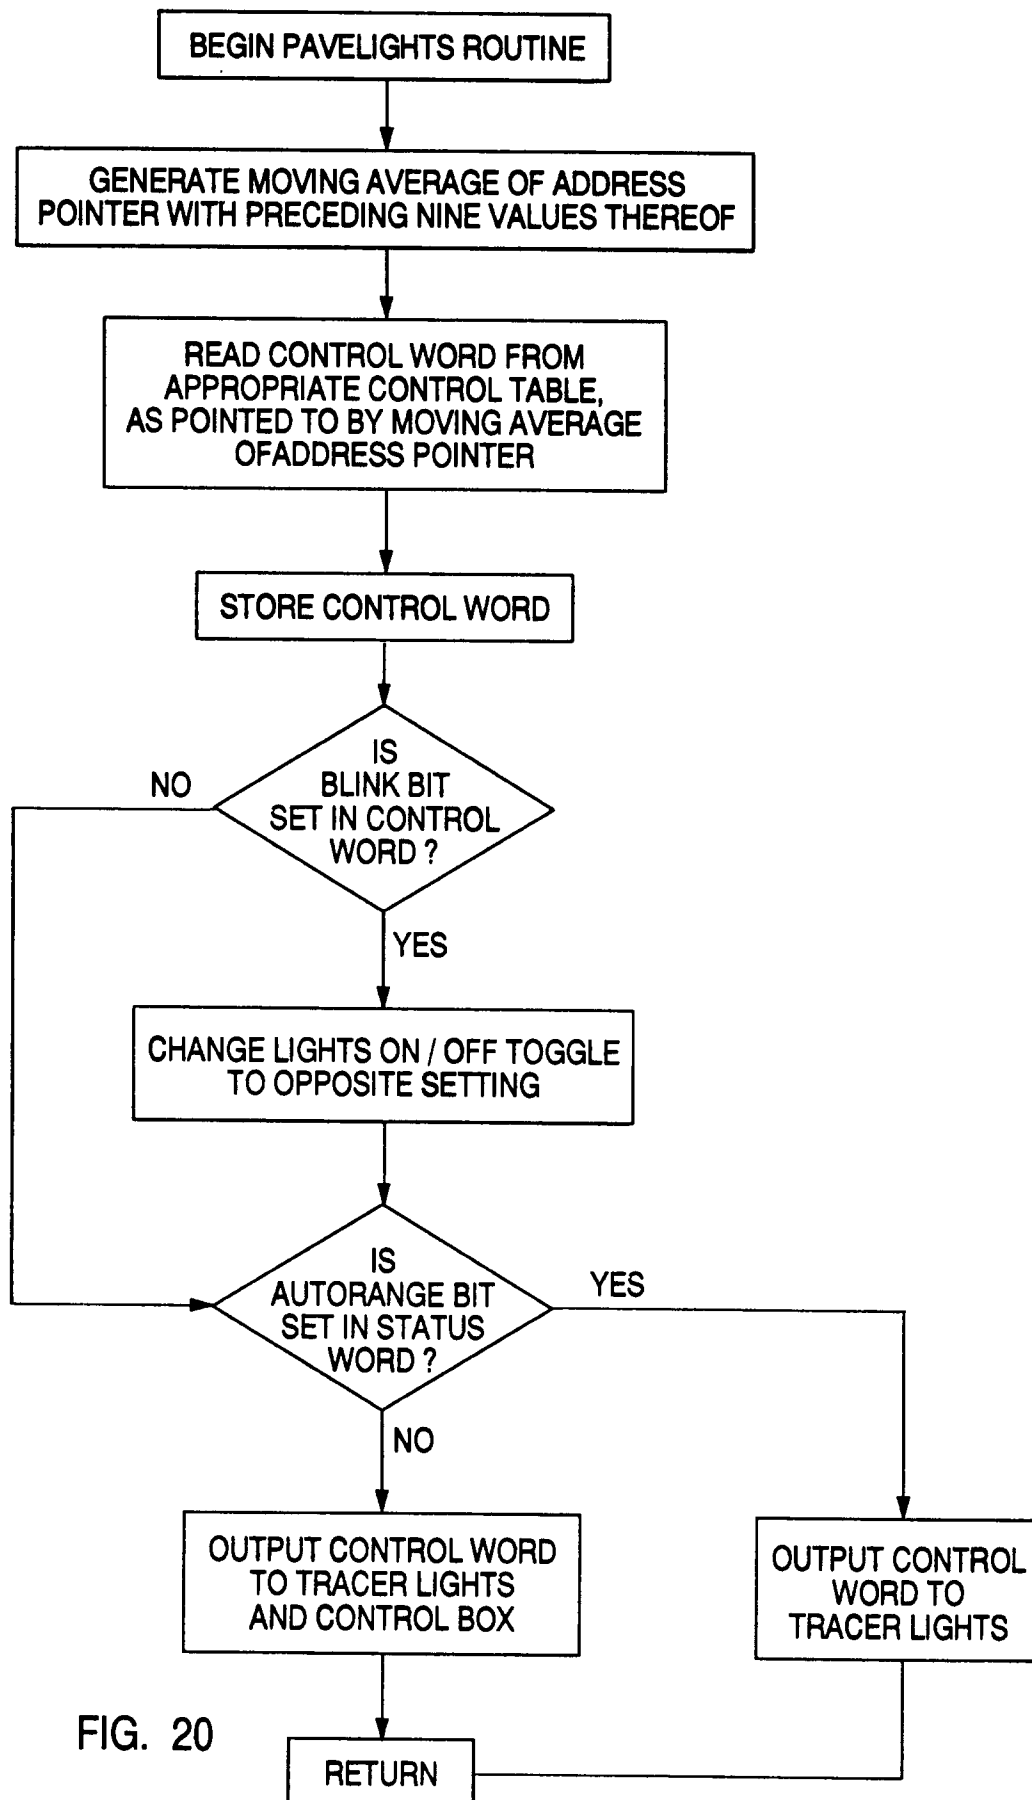 BEGIN PAVELIGHTS ROUTINE
GENERATE MOVING AVERAGE OF ADDRESS
POINTER WITH PRECEDING NINE VALUES THEREOF
READ CONTROL WORD FROM
APPROPRIATE CONTROL TABLE,
AS POINTED TO BY MOVING AVERAGE
OFADDRESS POINTER
STORE CONTROL WORD
IS
BLINK BIT
SET IN CONTROL
WORD ?
NO
YES
CHANGE LIGHTS ON / OFF TOGGLE
TO OPPOSITE SETTING
IS
AUTORANGE BIT
SET IN STATUS
WORD ?
YES
NO
OUTPUT CONTROL WORD
TO TRACER LIGHTS
AND CONTROL BOX
OUTPUT CONTROL
WORD TO
TRACER LIGHTS
RETURN
FIG. 20